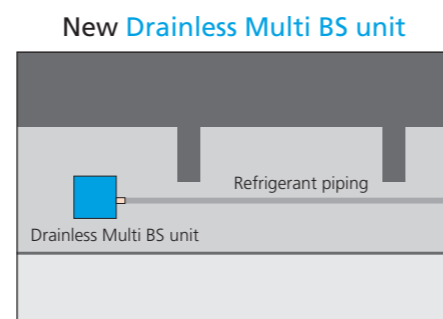 New Drainless Multi BS unit
Refrigerant piping
Drainless Multi BS unit